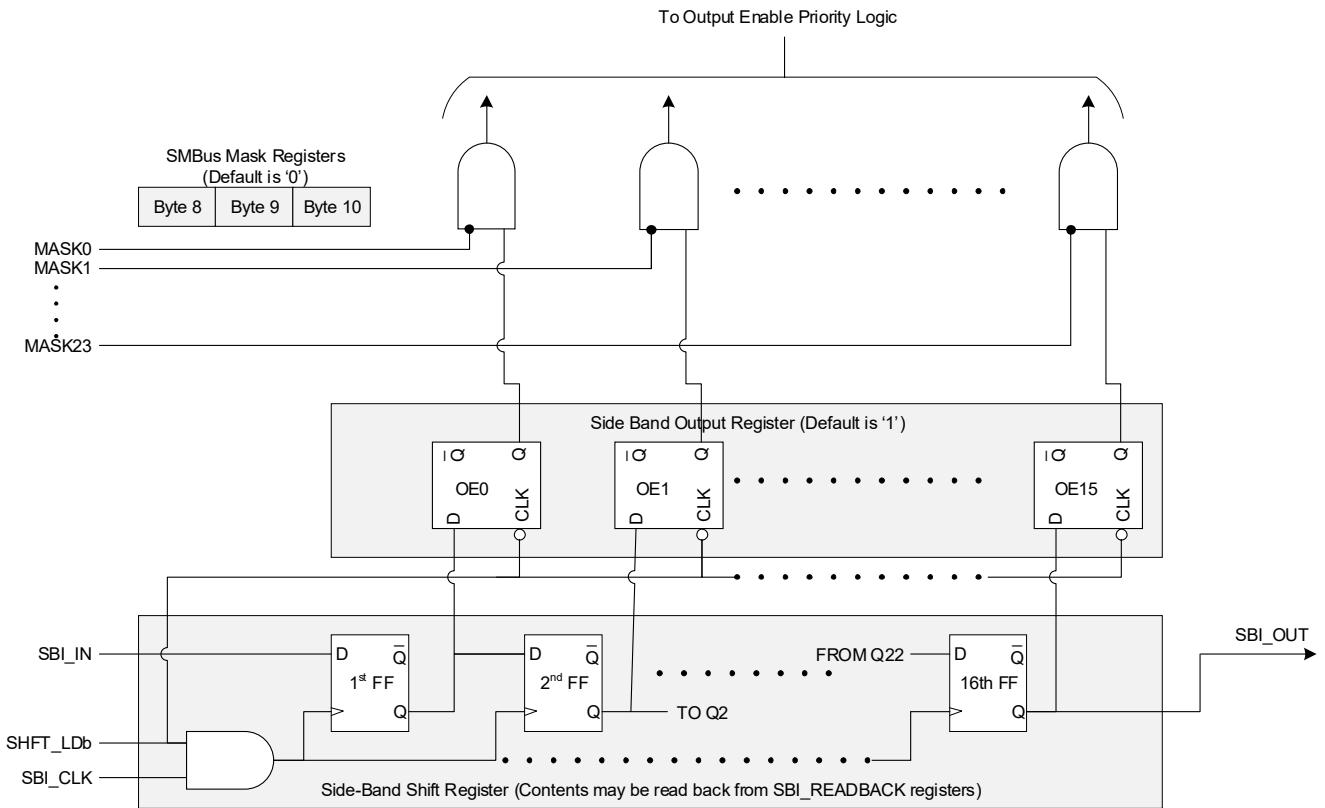 To Output Enable Priority Logic
SMBus Mask Registers
(Default is ‘0’)
Byte 8 Byte 9 Byte 10
MASK0
MASK1
MASK23
Side Band Output Register (Default is ‘1’)
Q Q Q Q Q Q
OE0 OE1 OE15
D CLK D CLK D CLK
SBI_IN
D Q
1st FF
Q
D Q
2nd FF
Q
TO Q2
FROM Q22
D Q
16th FF
Q
SBI_OUT
SHFT_LDb
SBI_CLK
Side-Band Shift Register (Contents may be read back from SBI_READBACK registers)